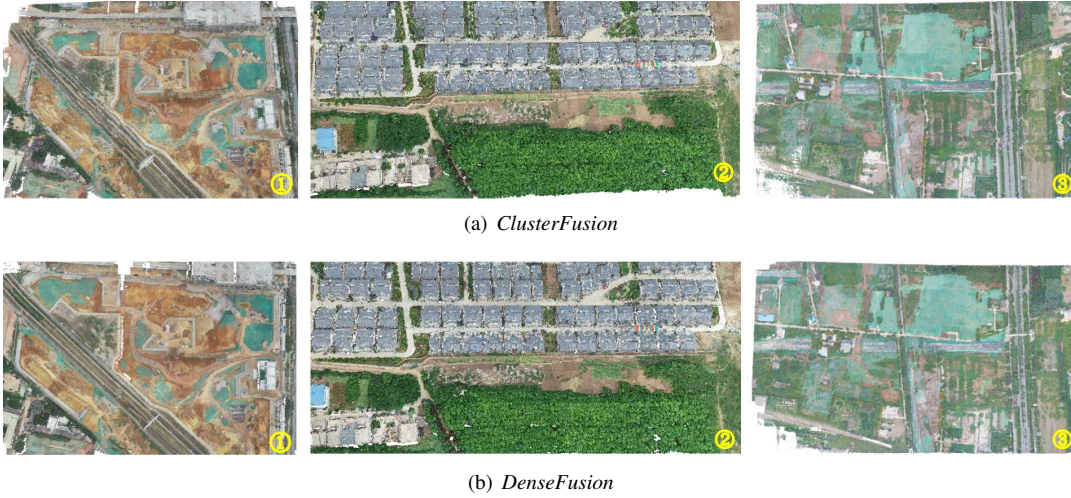 ① ② ③
(a) ClusterFusion
① ② ③
(b) DenseFusion